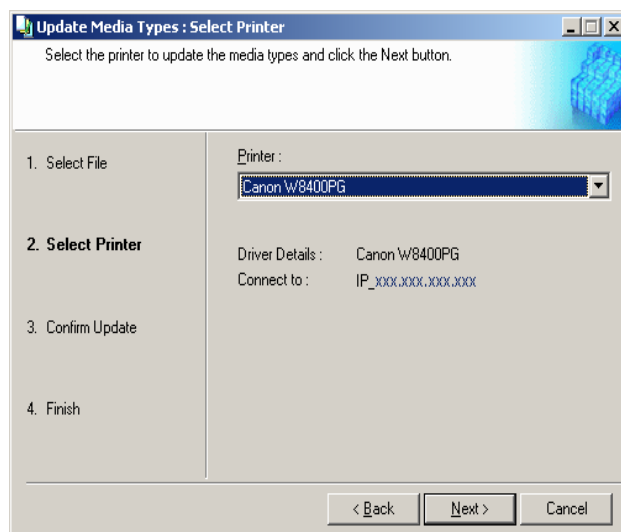 Update Media Types : Select Printer
Select the printer to update the media types and click the Next button.
1. Select File
2. Select Printer
3. Confirm Update
4. Finish
Printer :
Canon W8400PG
Driver Details : Canon W8400PG
Connect to : IP_xxx.xxx.xxx.xxx
< Back
Next >
Cancel